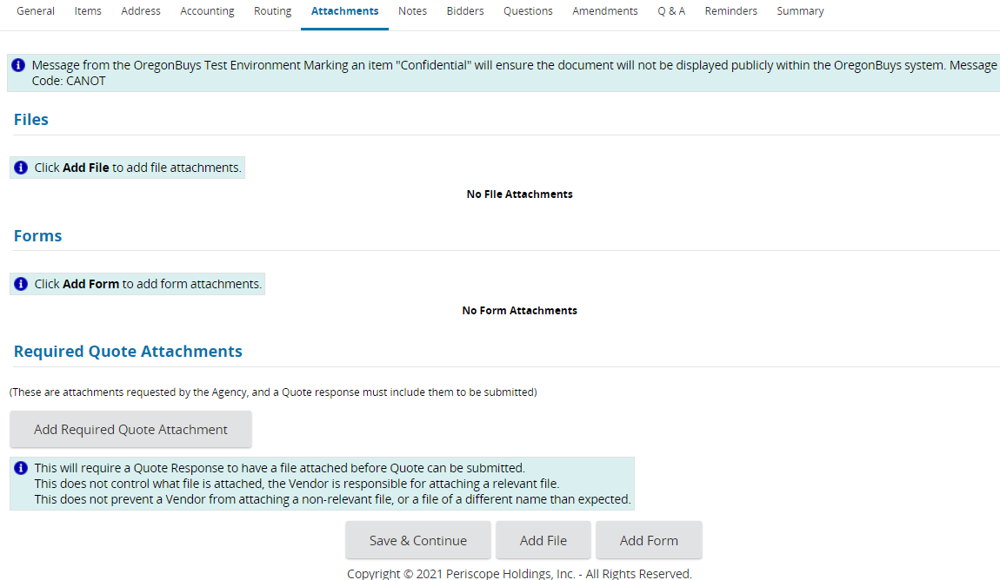 General Items Address Accounting Routing Attachments Notes Bidders Questions Amendments Q & A Reminders Summary
Message from the OregonBuys Test Environment Marking an item "Confidential" will ensure the document will not be displayed publicly within the OregonBuys system. Message
Code: CANOT
Files
Click Add File to add file attachments.
No File Attachments
Forms
Click Add Form to add form attachments.
No Form Attachments
Required Quote Attachments
(These are attachments requested by the Agency, and a Quote response must include them to be submitted)
Add Required Quote Attachment
This will require a Quote Response to have a file attached before Quote can be submitted.
This does not control what file is attached, the Vendor is responsible for attaching a relevant file.
This does not prevent a Vendor from attaching a non-relevant file, or a file of a different name than expected.
Save & Continue Add File Add Form
Copyright © 2021 Periscope Holdings, Inc. - All Rights Reserved.